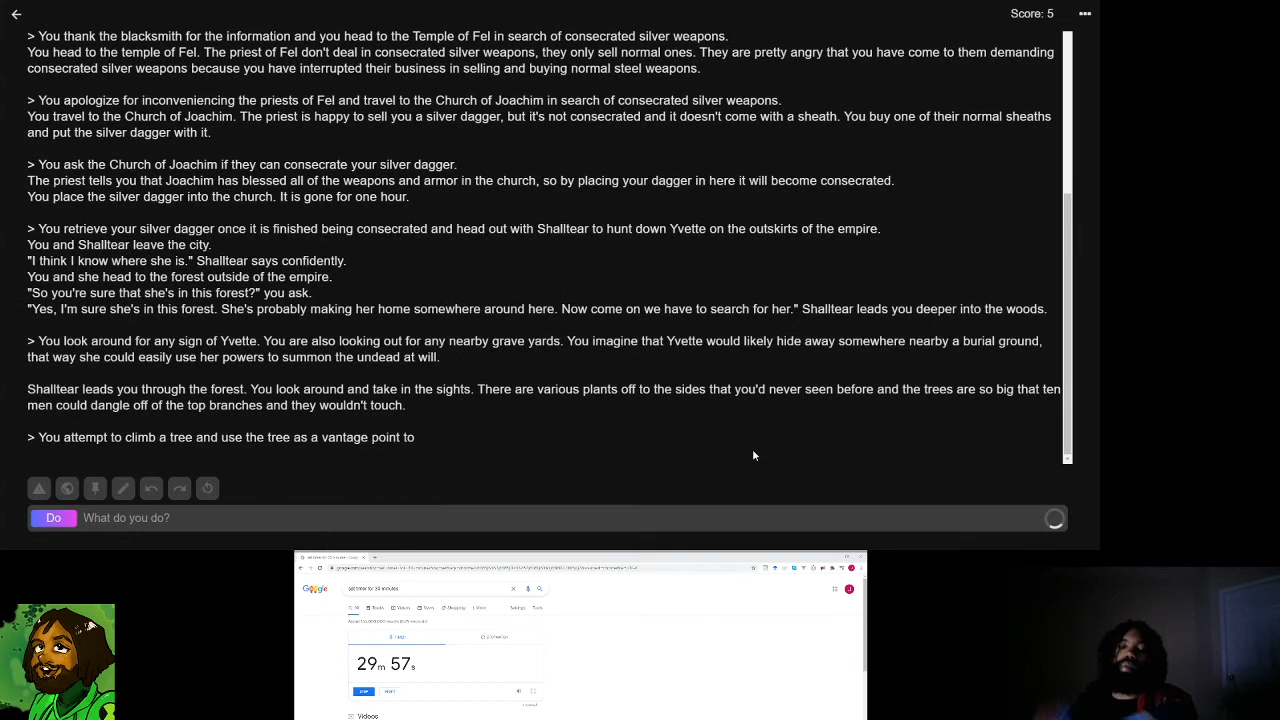 Score: 5
> You thank the blacksmith for the information and you head to the Temple of Fel in search of consecrated silver weapons.
You head to the temple of Fel. The priest of Fel don't deal in consecrated silver weapons, they only sell normal ones. They are pretty angry that you have come to them demanding
consecrated silver weapons because you have interrupted their business in selling and buying normal steel weapons.
> You apologize for inconveniencing the priests of Fel and travel to the Church of Joachim in search of consecrated silver weapons.
You travel to the Church of Joachim. The priest is happy to sell you a silver dagger, but it's not consecrated and it doesn't come with a sheath. You buy one of their normal sheaths
and put the silver dagger with it.
> You ask the Church of Joachim if they can consecrate your silver dagger.
The priest tells you that Joachim has blessed all of the weapons and armor in the church, so by placing your dagger in here it will become consecrated.
You place the silver dagger into the church. It is gone for one hour.
> You retrieve your silver dagger once it is finished being consecrated and head out with Shalltear to hunt down Yvette on the outskirts of the empire.
You and Shalltear leave the city.
"I think I know where she is." Shalltear says confidently.
You and she head to the forest outside of the empire.
"So you're sure that she's in this forest?" you ask.
"Yes, I'm sure she's in this forest. She's probably making her home somewhere around here. Now come on we have to search for her." Shalltear leads you deeper into the woods.
> You look around for any sign of Yvette. You are also looking out for any nearby grave yards. You imagine that Yvette would likely hide away somewhere nearby a burial ground,
that way she could easily use her powers to summon the undead at will.
Shalltear leads you through the forest. You look around and take in the sights. There are various plants off to the sides that you'd never seen before and the trees are so big that ten
men could dangle off of the top branches and they wouldn't touch.
> You attempt to climb a tree and use the tree as a vantage point to
Do What do you do?
Google
set timer for 30 minutes
All Books Videos News Shopping More Settings Tools
TIMER STOPWATCH
29m 57s
STOP RESET
Videos